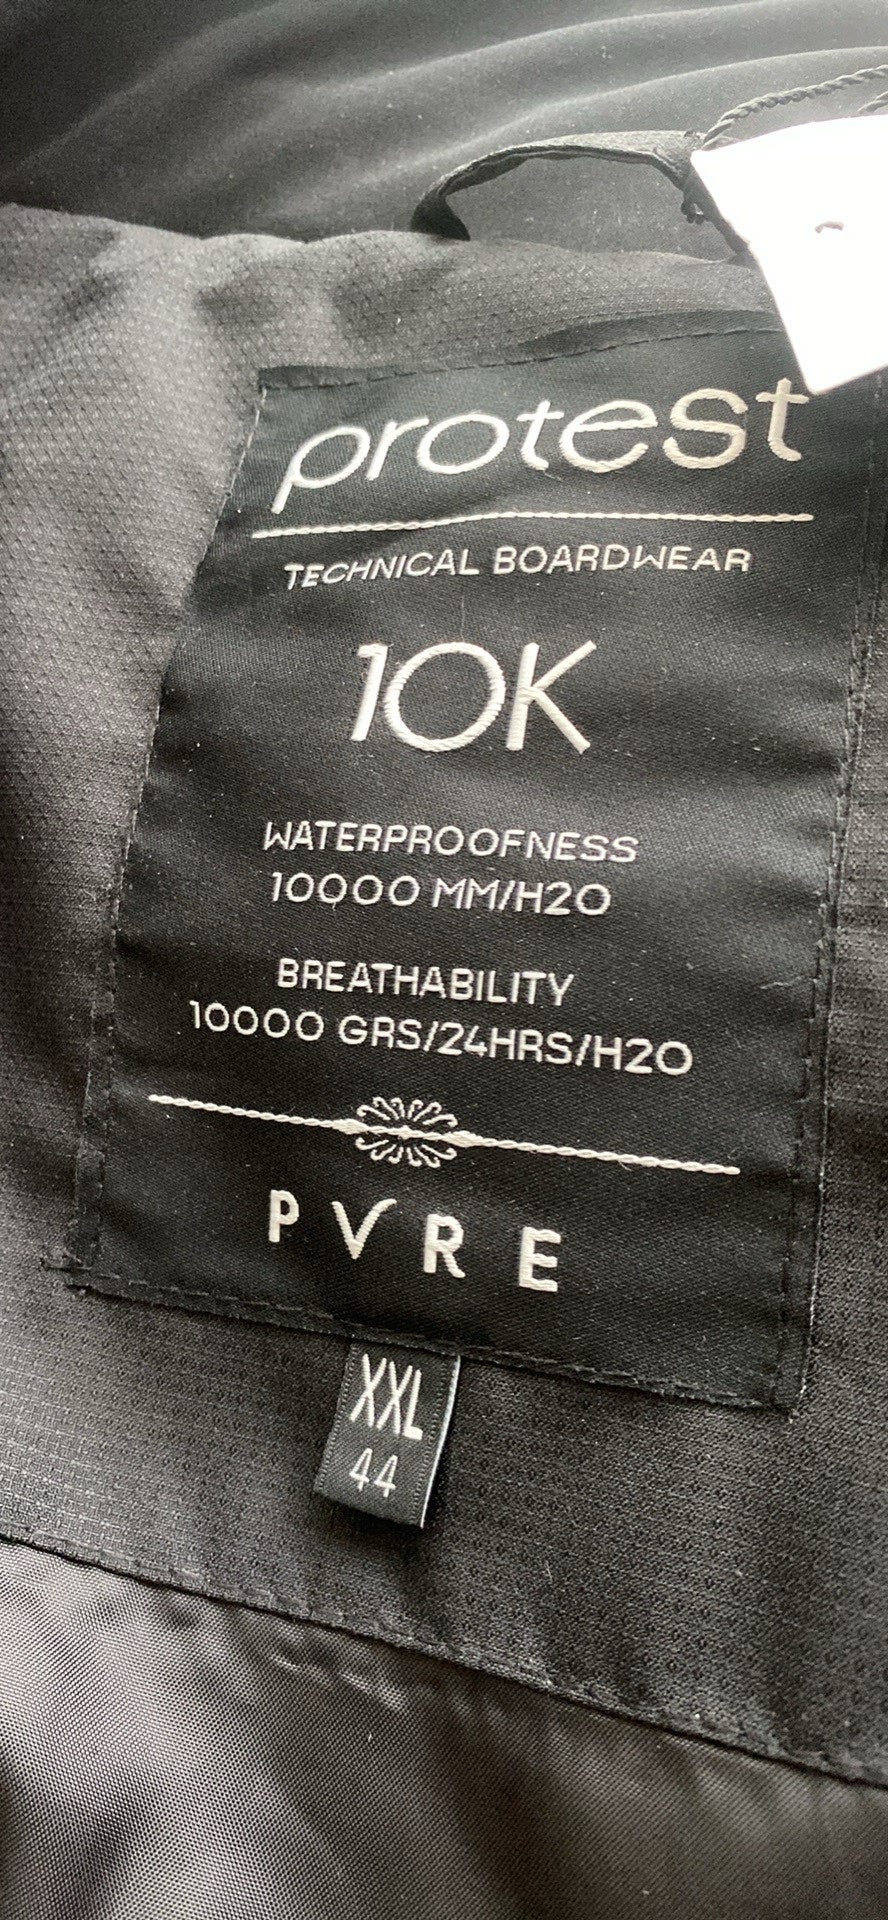 protest
TECHNICAL BOARDWEAR
10K
WATERPROOFNESS
10000 MM/H2O
BREATHABILITY
10000 GRS/24HRS/H2O
PVRE
XXL
44